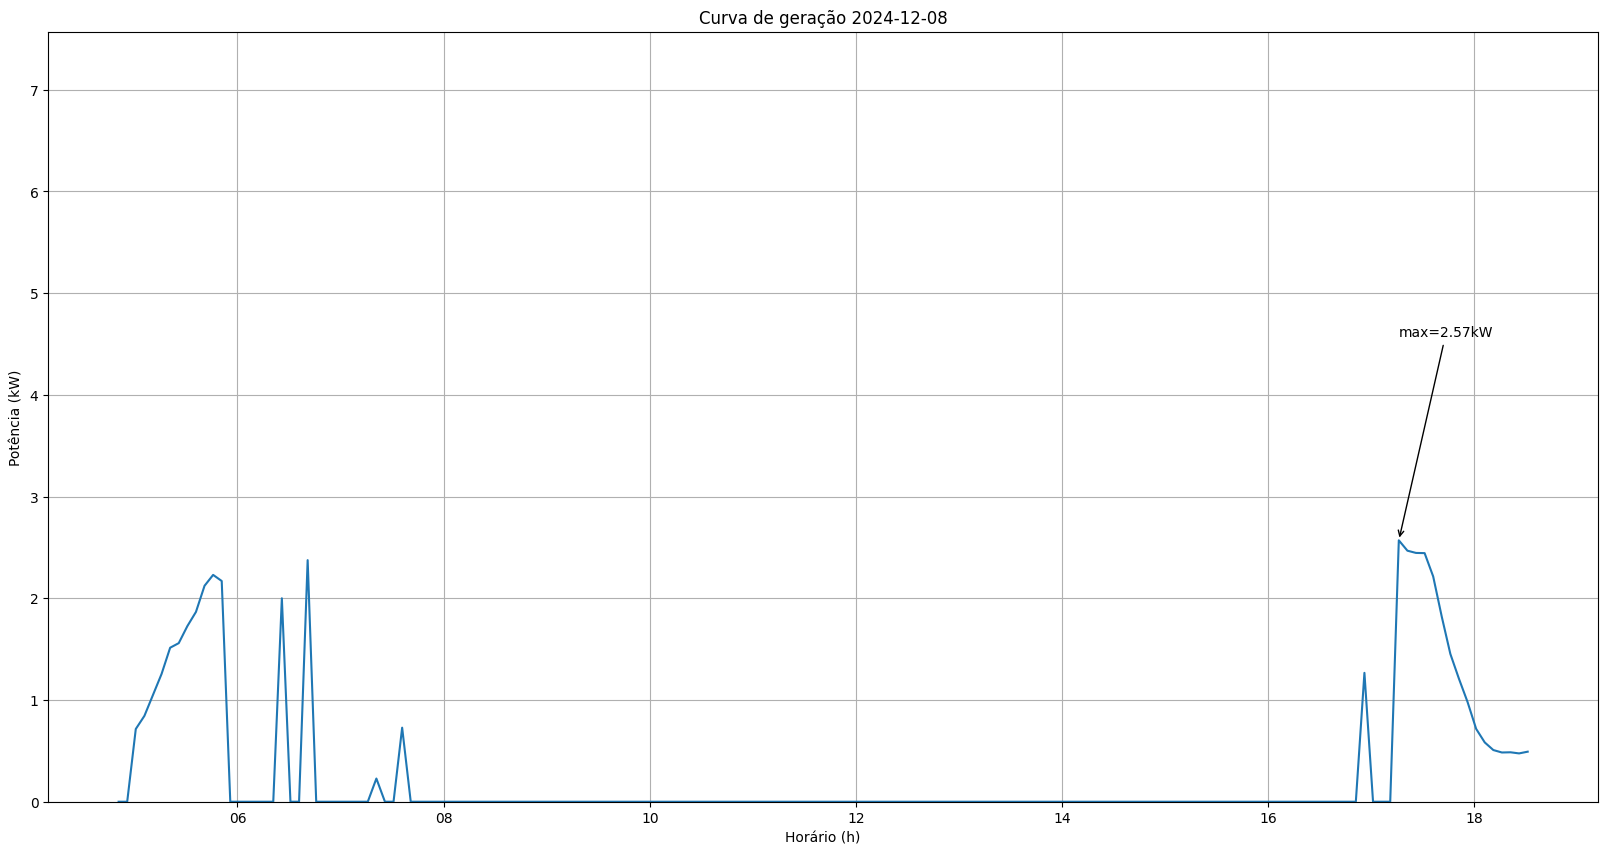 Curva de geração 2024-12-08
7
6
5
max=2.57kW
4
Potência (kW)
3
2
1
0
06 08 10 12 14 16 18
Horário (h)